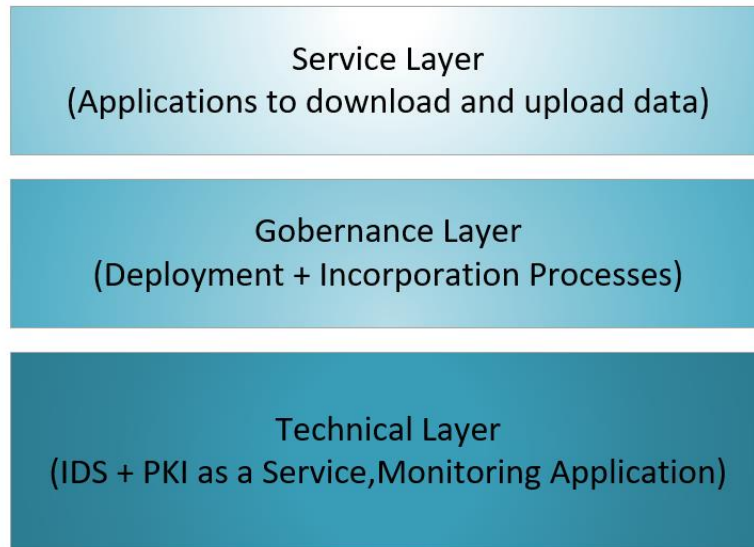 Service Layer
(Applications to download and upload data)
Gobernance Layer
(Deployment + Incorporation Processes)
Technical Layer
(IDS + PKI as a Service,Monitoring Application)